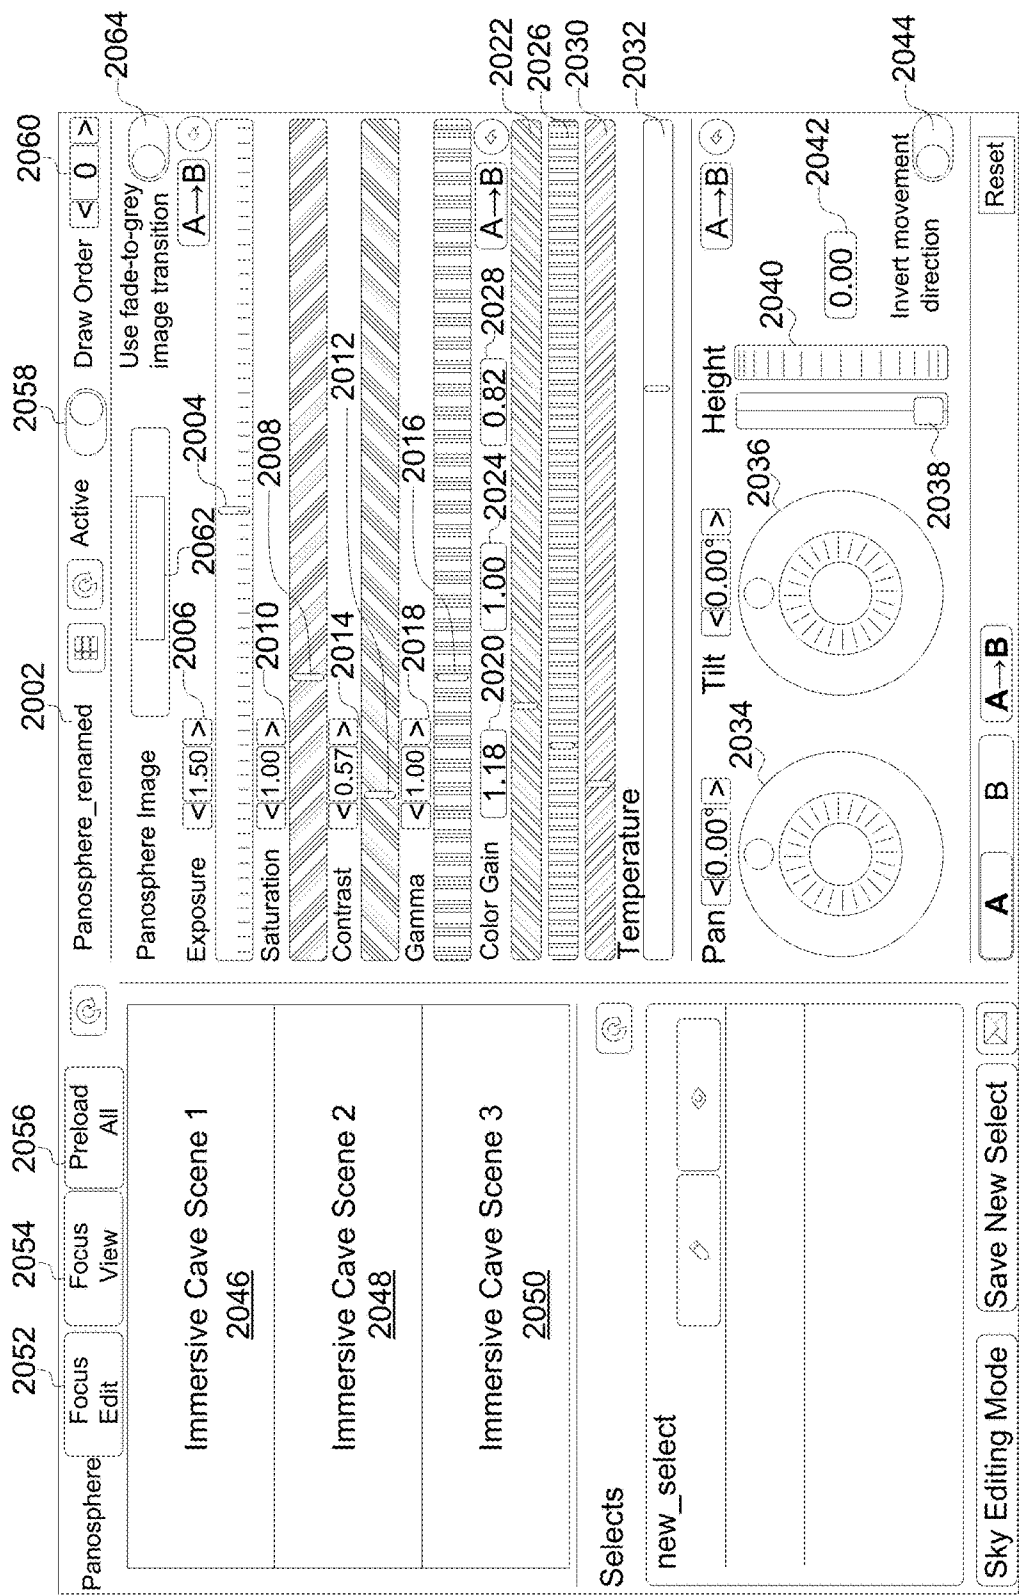 2052
2054
2056
Panosphere
Focus
Edit
Focus
View
Preload
All
Immersive Cave Scene 1
2046
Immersive Cave Scene 2
2048
Immersive Cave Scene 3
2050
Selects
new_select
Sky Editing Mode
Save New Select
2002
2058
2060
Panosphere_renamed
Active
Draw Order < 0 >
2064
Panosphere Image
2062
Use fade-to-grey
image transition
Exposure < 1.50 > 2006
2004
A→B
Saturation < 1.00 > 2010
2008
Contrast < 0.57 > 2014
2012
Gamma < 1.00 > 2018
2016
Color Gain 1.18 2020 1.00 2024 0.82 2028 A→B
2022
2026
2030
Temperature
2032
Pan < 0.00° >
2034
Tilt < 0.00° >
2036
Height
2038
2040
A→B
0.00
2042
Invert movement
direction
2044
A
B
A→B
Reset